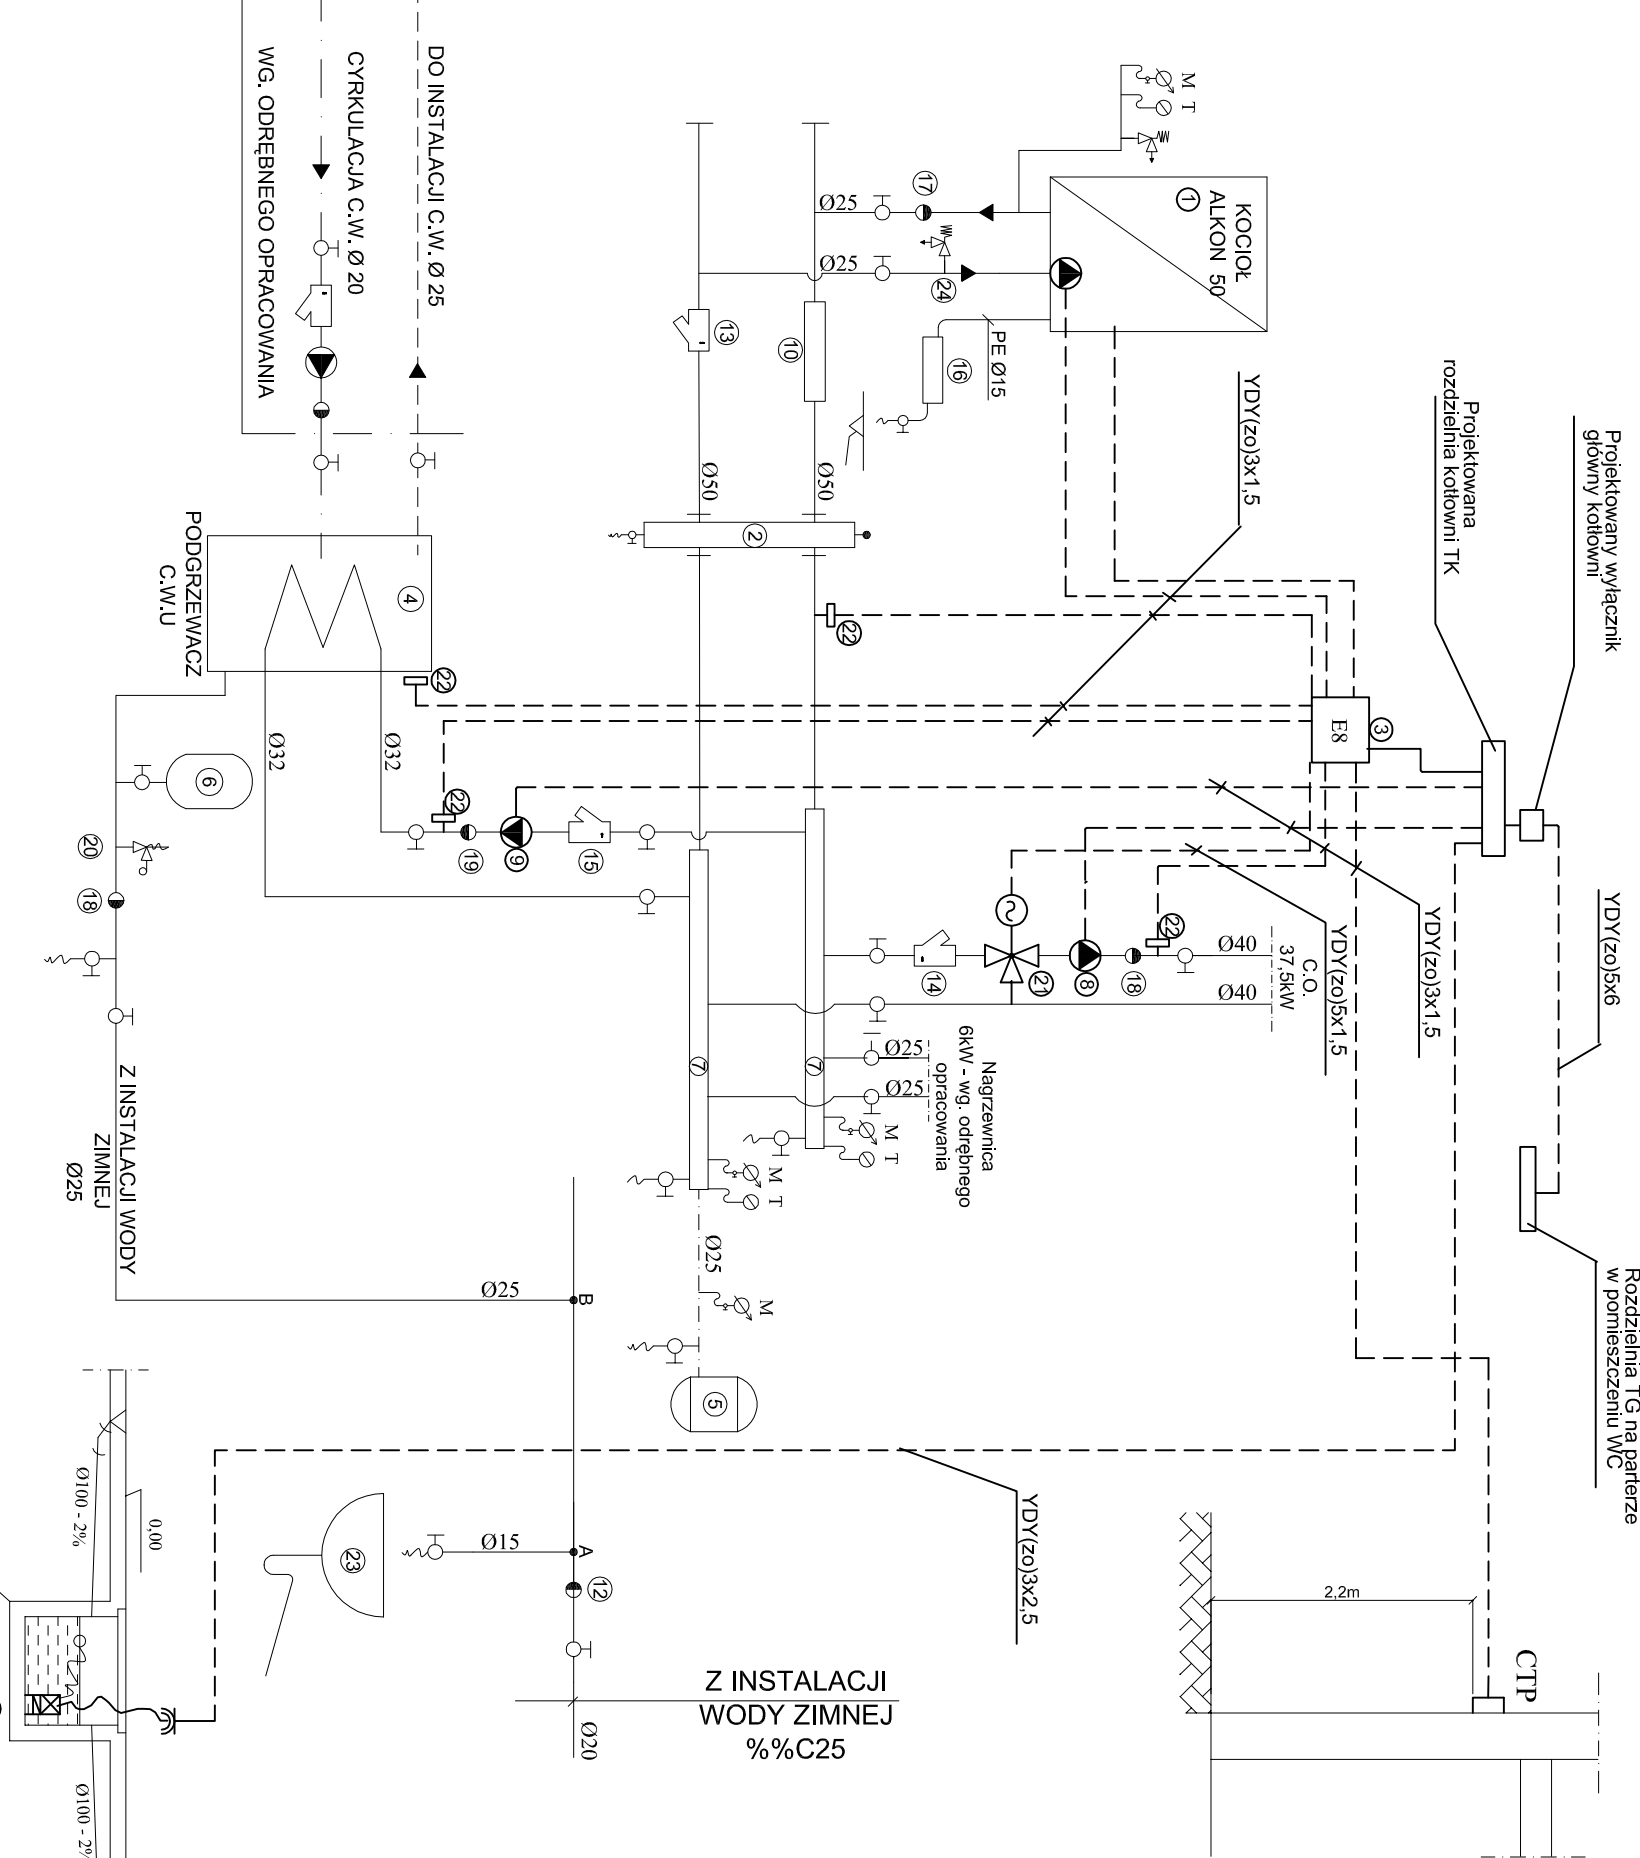 WG. ODRĘBNEGO OPRACOWANIA
CYRKULACJA C.W. Ø 20
DO INSTALACJI C.W. Ø 25
M T
KOCIOŁ
ALKON 50
1
17
Ø25
Ø25
24
13
10
16
PE Ø15
Ø50
Ø50
2
YDY(zo)3x1,5
Projektowana
rozdzielnia kotłowni TK
Projektowany wyłącznik
główny kotłowni
PODGRZEWACZ
C.W.U
4
22
22
22
22
E8
3
Ø32
Ø32
6
20
18
19
9
15
14
21
8
18
Ø40
Ø40
C.O.
37,5kW
YDY(zo)5x1,5
YDY(zo)3x1,5
YDY(zo)5x6
7
7
Ø25
Ø25
Nagrzewnica
6kW - wg. odrębnego
opracowania
M T
M T
Z INSTALACJI WODY
ZIMNEJ
Ø25
Ø25
B
Ø25
M
5
Rozdzielnia TG na parterze
w pomieszczeniu WC
YDY(zo)3x2,5
0,00
Ø100 - 2%
23
Ø15
A
12
Ø20
Z INSTALACJI
WODY ZIMNEJ
%%C25
2,2m
CTP
Ø100 - 2%